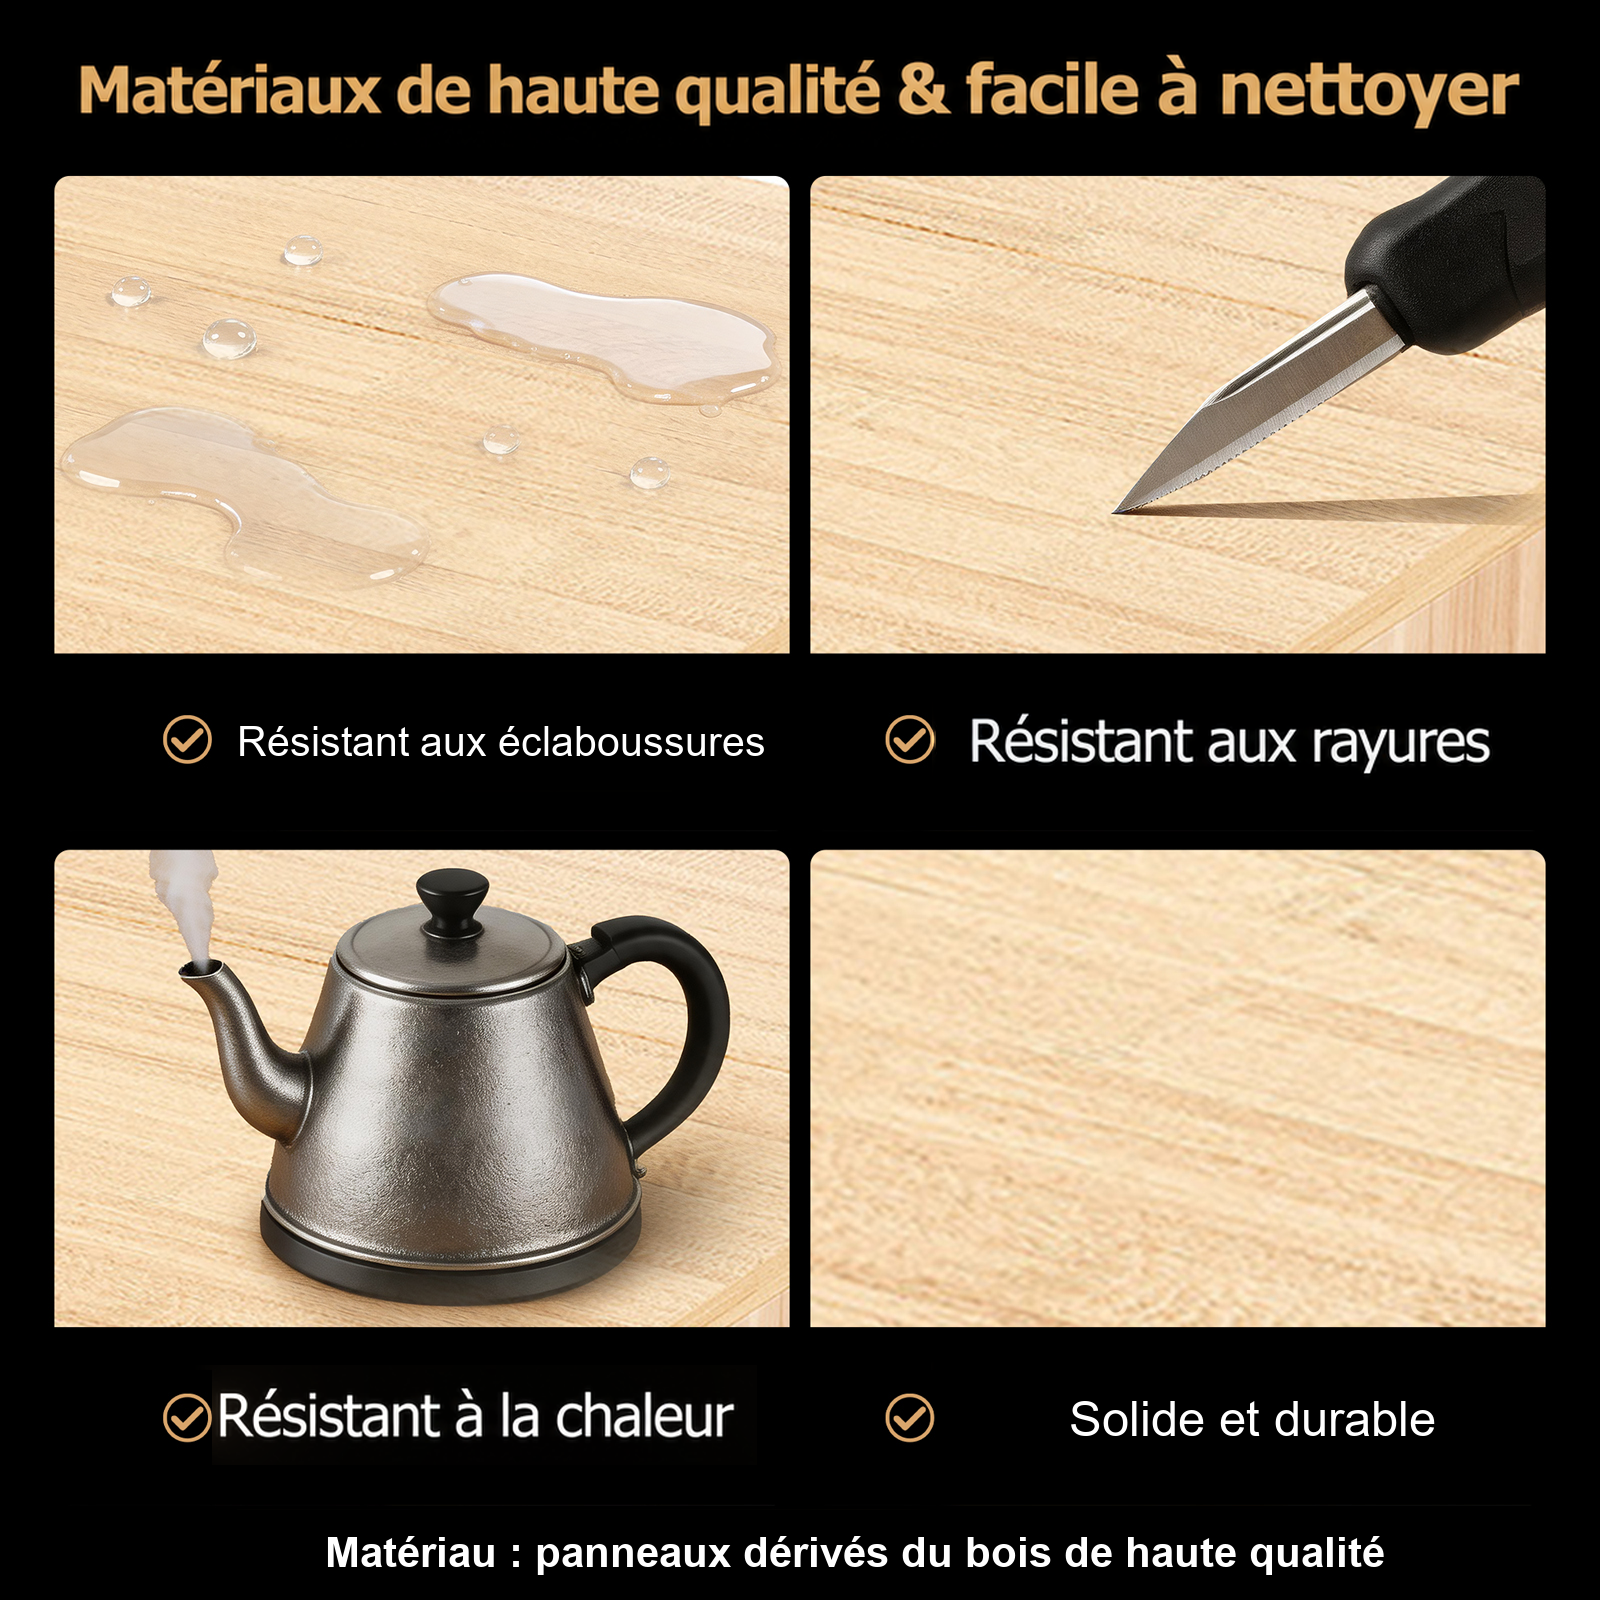 Matériaux de haute qualité & facile à nettoyer
Résistant aux éclaboussures
Résistant aux rayures
Résistant à la chaleur
Solide et durable
Matériau : panneaux dérivés du bois de haute qualité